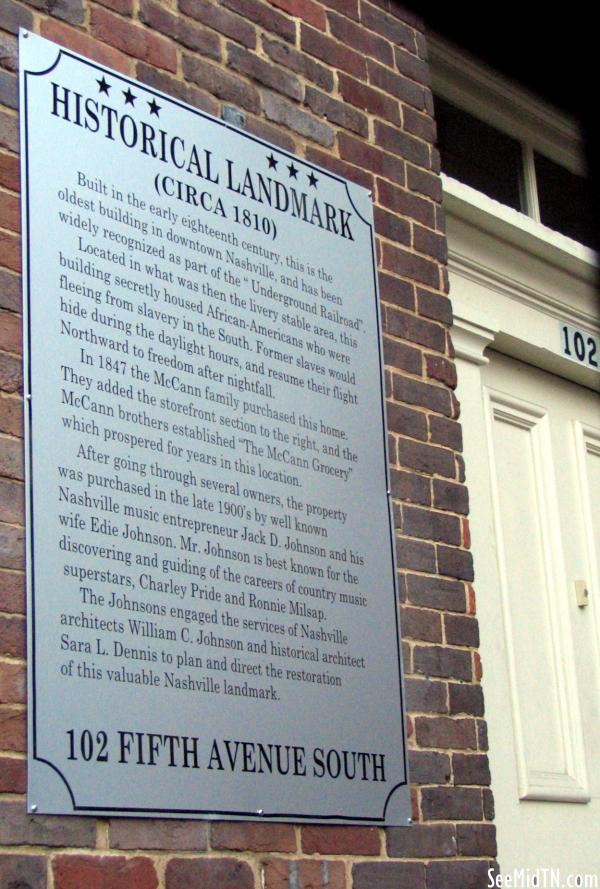 ★★★
★★★
HISTORICAL LANDMARK
(CIRCA 1810)
Built in the early eighteenth century, this is the
oldest building in downtown Nashville, and has been
widely recognized as part of the " Underground Railroad".
Located in what was then the livery stable area, this
building secretly housed African-Americans who were
fleeing from slavery in the South. Former slaves would
hide during the daylight hours, and resume their flight
Northward to freedom after nightfall.
In 1847 the McCann family purchased this home.
They added the storefront section to the right, and the
McCann brothers established "The McCann Grocery"
which prospered for years in this location.
After going through several owners, the property
was purchased in the late 1900's by well known
Nashville music entrepreneur Jack D. Johnson and his
wife Edie Johnson. Mr. Johnson is best known for the
discovering and guiding of the careers of country music
superstars, Charley Pride and Ronnie Milsap.
The Johnsons engaged the services of Nashville
architects William C. Johnson and historical architect
Sara L. Dennis to plan and direct the restoration
of this valuable Nashville landmark.
102 FIFTH AVENUE SOUTH
102
SeeMidTN.com